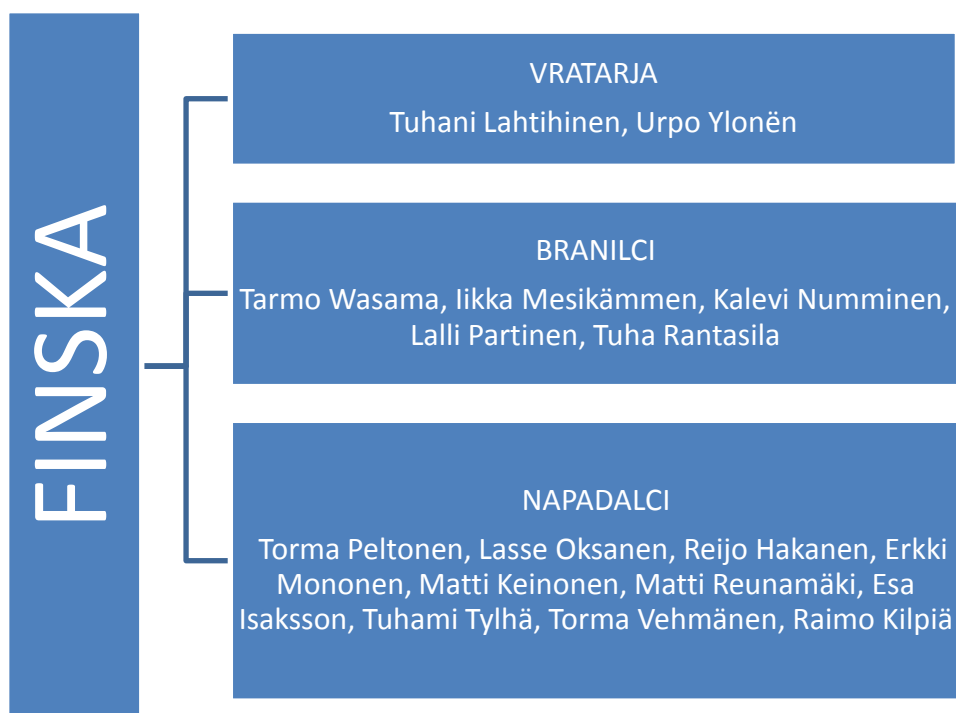 FINSKA
VRATARJA
Tuhani Lahtihinen, Urpo Ylonën
BRANILCI
Tarmo Wasama, Iikka Mesikämmen, Kalevi Numminen,
Lalli Partinen, Tuha Rantasila
NAPADALCI
Torma Peltonen, Lasse Oksanen, Reijo Hakanen, Erkki
Mononen, Matti Keinonen, Matti Reunamäki, Esa
Isaksson, Tuhami Tylhä, Torma Vehmänen, Raimo Kilpiä